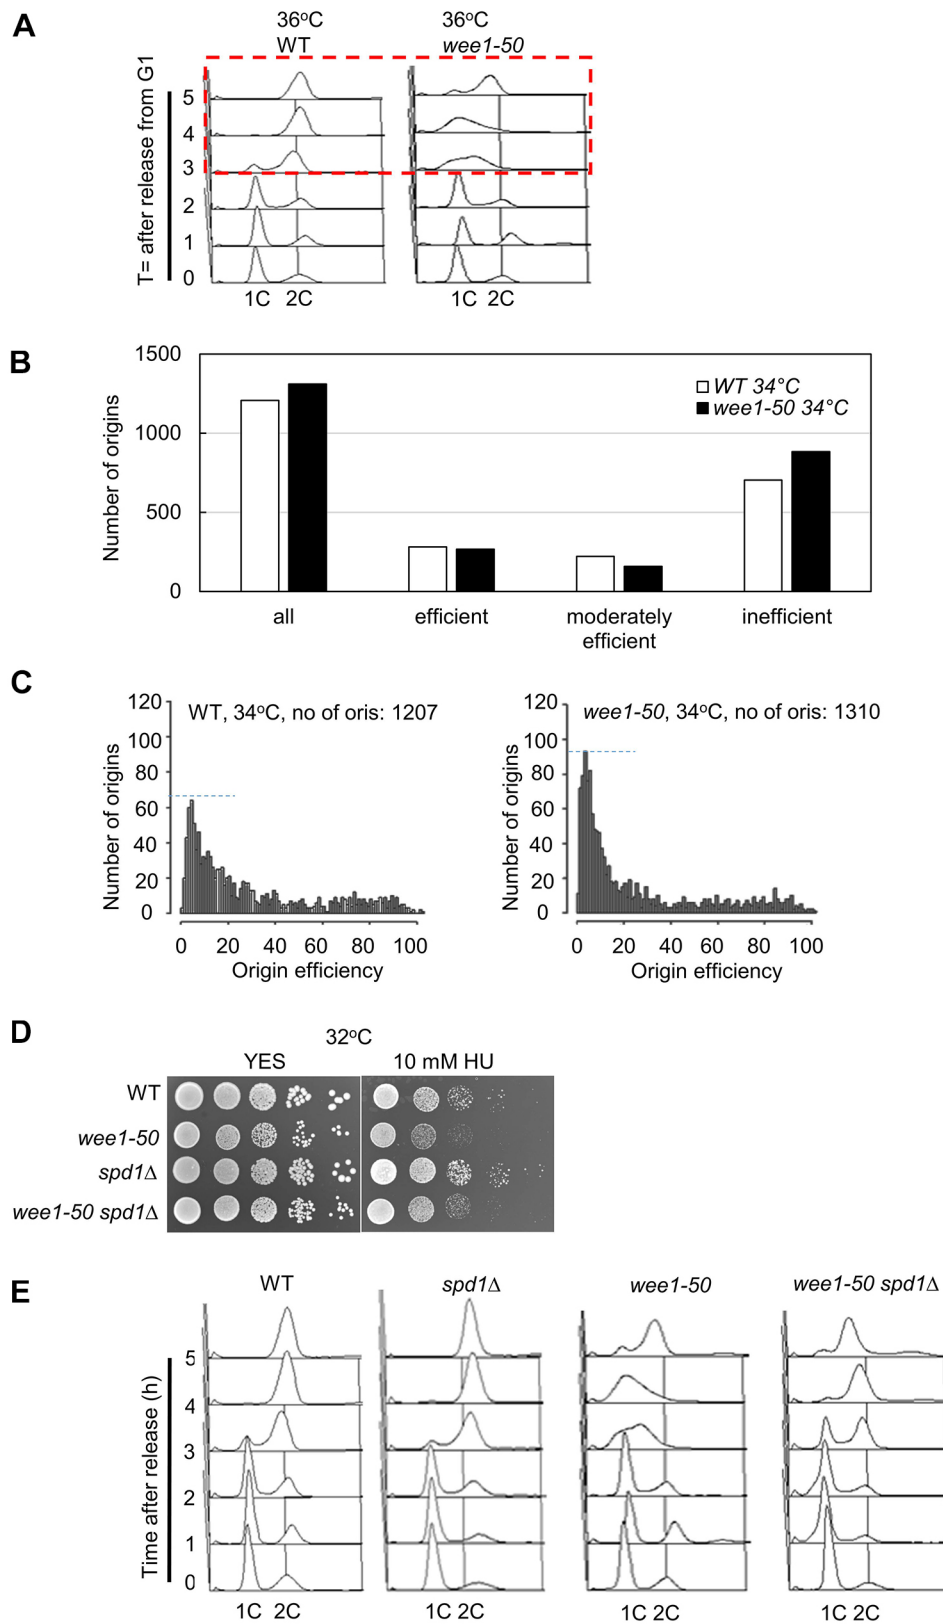 A
36°C
WT
36°C
wee1-50
T= after release from G1
5
4
3
2
1
0
1C 2C
1C 2C
B
Number of origins
1500
1000
500
0
WT 34°C
wee1-50 34°C
all
efficient
moderately
efficient
inefficient
C
WT, 34°C, no of oris: 1207
Number of origins
120
100
80
60
40
20
0
0 20 40 60 80 100
Origin efficiency
wee1-50, 34°C, no of oris: 1310
Number of origins
120
100
80
60
40
20
0
0 20 40 60 80 100
Origin efficiency
D
32°C
YES
10 mM HU
WT
wee1-50
spd1Δ
wee1-50 spd1Δ
E
WT
spd1Δ
wee1-50
wee1-50 spd1Δ
Time after release (h)
5
4
3
2
1
0
1C 2C
1C 2C
1C 2C
1C 2C